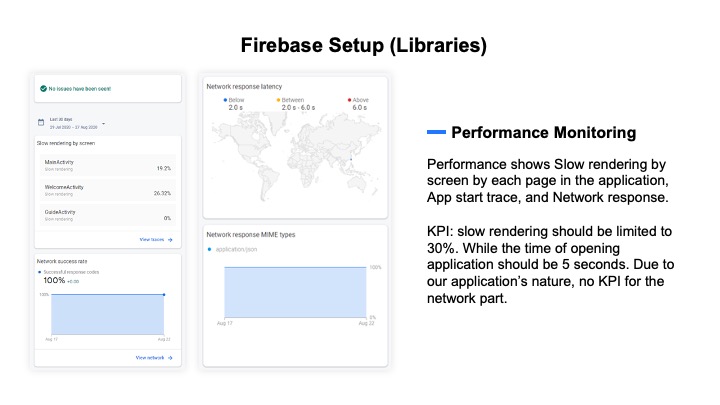 Firebase Setup (Libraries)
No issues have been seen!
Last 30 days
29 Jul 2020 – 27 Aug 2020
Slow rendering by screen
MainActivity
Slow rendering
19.2%
WelcomeActivity
Slow rendering
26.32%
GuideActivity
Slow rendering
0%
View traces →
Network success rate
Successful response codes
100% +0.00
100%
Aug 17
Aug 22
View network →
Network response latency
Below
2.0 s
Between
2.0 s - 6.0 s
Above
6.0 s
Network response MIME types
application/json
100%
0%
Aug 17
Aug 22
Performance Monitoring
Performance shows Slow rendering by
screen by each page in the application,
App start trace, and Network response.
KPI: slow rendering should be limited to
30%. While the time of opening
application should be 5 seconds. Due to
our application's nature, no KPI for the
network part.